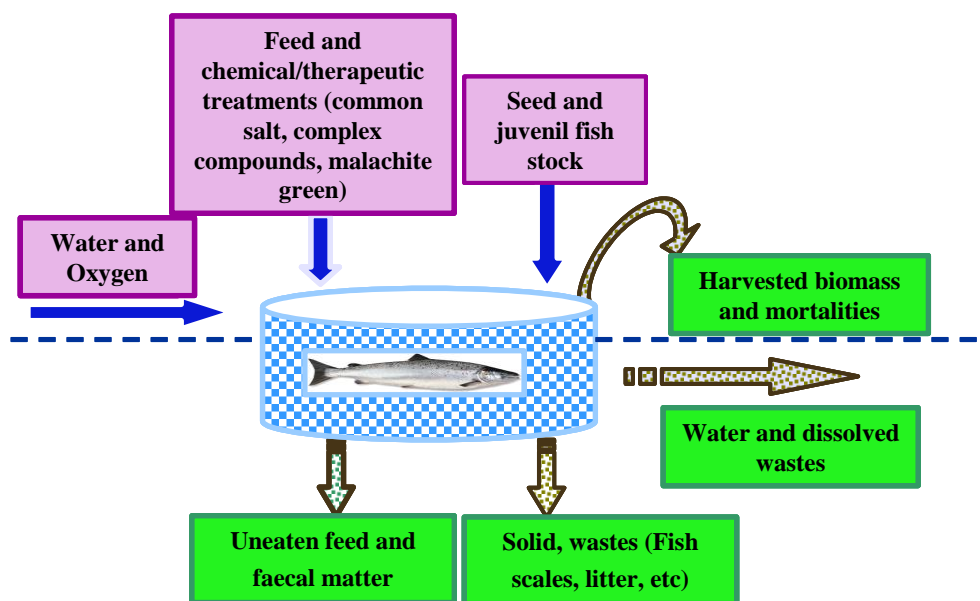 Feed and
chemical/therapeutic
treatments (common
salt, complex
compounds, malachite
green)
Seed and
juvenil fish
stock
Water and
Oxygen
Harvested biomass
and mortalities
Water and dissolved
wastes
Uneaten feed and
faecal matter
Solid, wastes (Fish
scales, litter, etc)